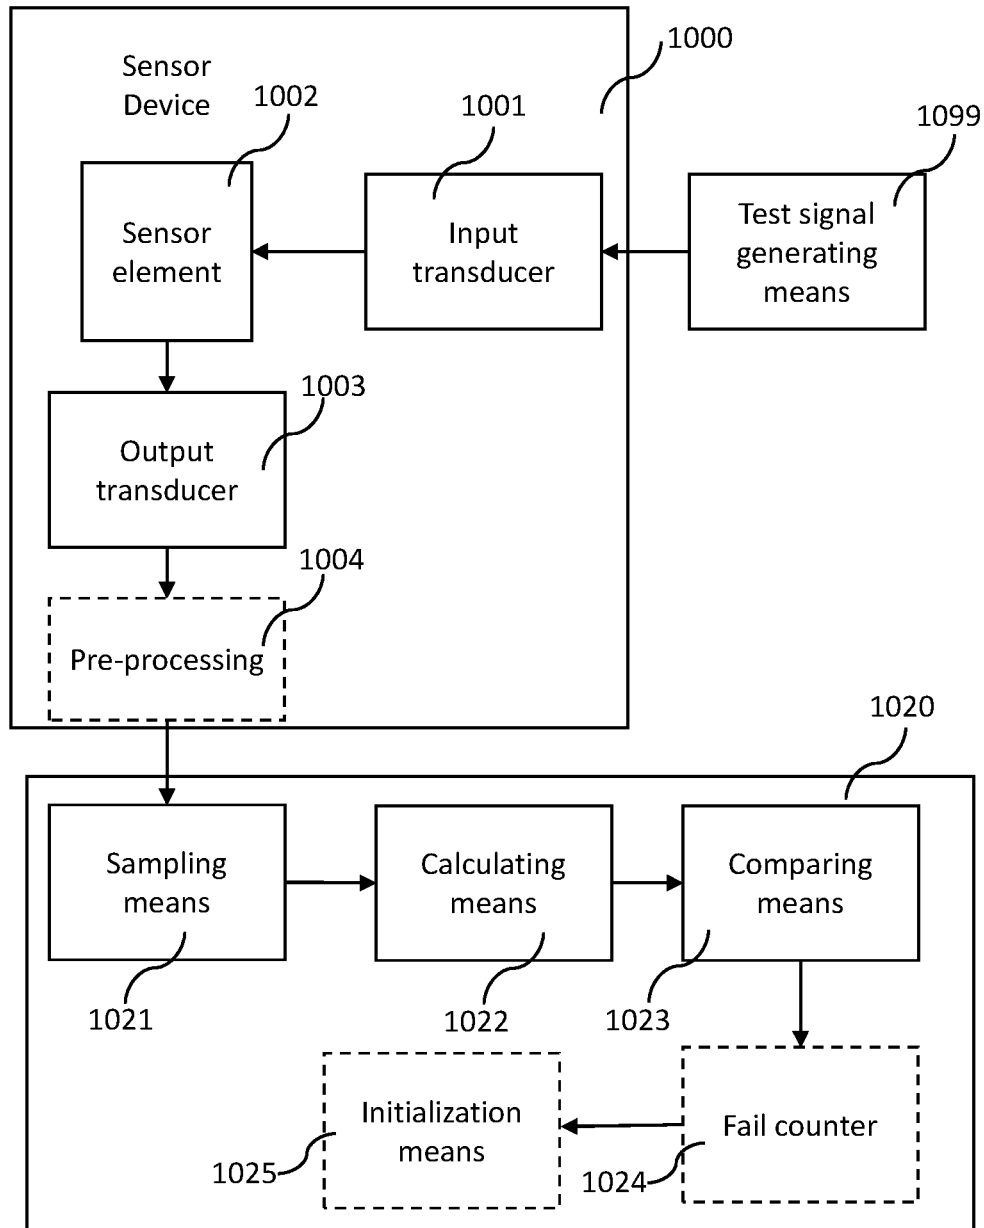 1000
Sensor
Device
1002
1001
1099
Sensor
element
Input
transducer
Test signal
generating
means
1003
Output
transducer
1004
Pre-processing
1020
Sampling
means
Calculating
means
Comparing
means
1021
1022
1023
Initialization
means
Fail counter
1025
1024